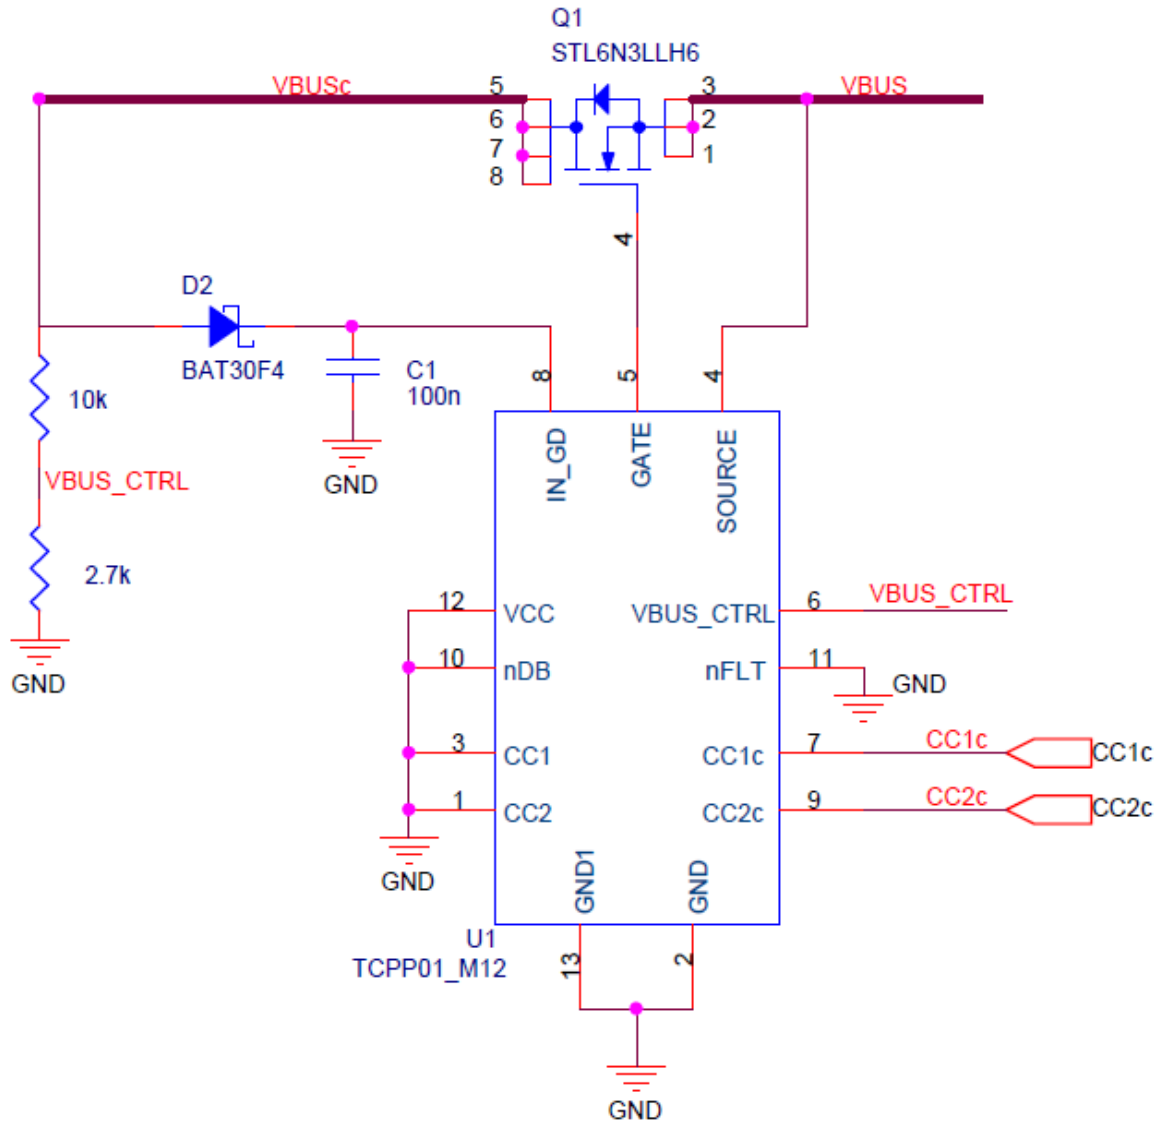 Q1
STL6N3LLH6
VBUSc
5
3
VBUS
6
2
7
1
8
4
D2
BAT30F4
C1
100n
GND
10k
VBUS_CTRL
2.7k
GND
8
5
4
IN_GD
GATE
SOURCE
12
VCC
VBUS_CTRL
6
VBUS_CTRL
10
nDB
nFLT
11
GND
3
CC1
CC1c
7
CC1c
CC1c
1
CC2
CC2c
9
CC2c
CC2c
GND
GND1
GND
U1
TCPP01_M12
13
2
GND